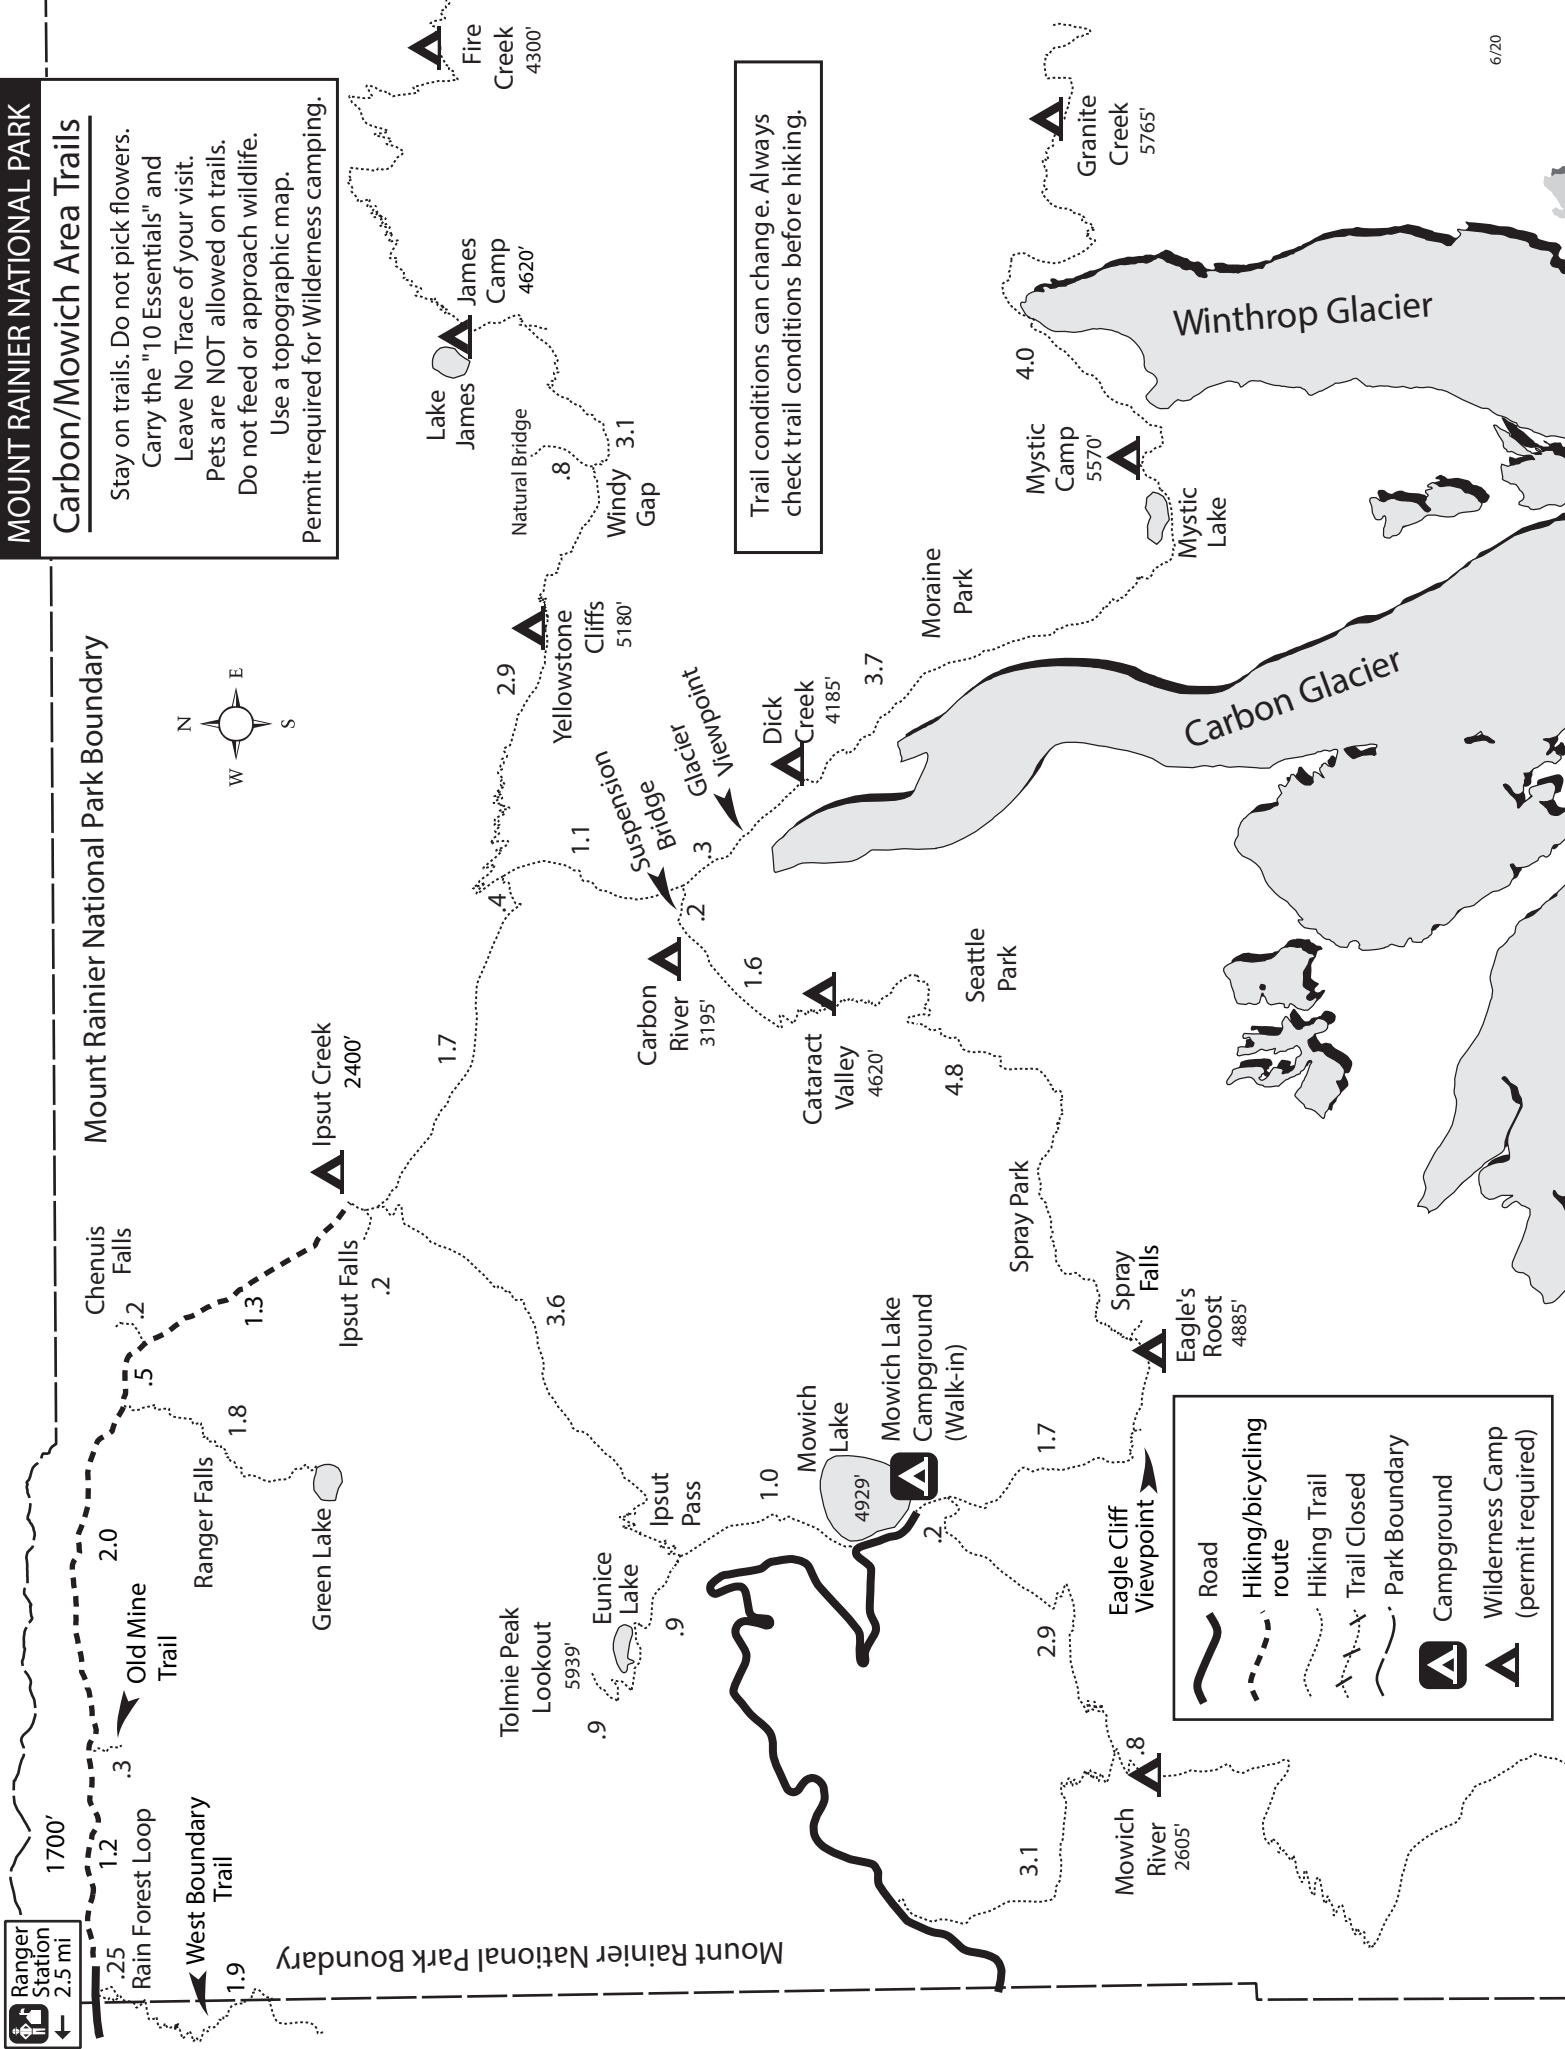 MOUNT RAINIER NATIONAL PARK
Carbon/Mowich Area Trails
Stay on trails. Do not pick flowers.
Carry the "10 Essentials" and
Leave No Trace of your visit.
Pets are NOT allowed on trails.
Do not feed or approach wildlife.
Use a topographic map.
Permit required for Wilderness camping.
Ranger
Station
2.5 mi
1700'
.25
Rain Forest Loop
West Boundary
Trail
1.9
1.2
.3
Old Mine
Trail
2.0
Ranger Falls
1.8
Green Lake
.5
Chenuis
Falls
.2
1.3
Mount Rainier National Park Boundary
Ipsut Creek
2400'
Ipsut Falls
.2
1.7
3.6
N
W
E
S
.4
2.9
Yellowstone
Cliffs
5180'
Natural Bridge
.8
Windy
Gap
3.1
Lake
James
James
Camp
4620'
Fire
Creek
4300'
1.1
Suspension
Bridge
Glacier
Viewpoint
.3
.2
Dick
Creek
4185'
3.7
Moraine
Park
Trail conditions can change. Always
check trail conditions before hiking.
Carbon
River
3195'
1.6
Cataract
Valley
4620'
4.8
Seattle
Park
Spray Park
Spray
Falls
Eagle's
Roost
4885'
Tolmie Peak
Lookout
5939'
.9
Eunice
Lake
.9
Ipsut
Pass
1.0
Mowich
Lake
4929'
Mowich Lake
Campground
(Walk-in)
.2
1.7
Eagle Cliff
Viewpoint
2.9
.8
Mowich
River
2605'
3.1
Mount Rainier National Park Boundary
Mystic
Camp
5570'
Mystic
Lake
4.0
Granite
Creek
5765'
Winthrop Glacier
Carbon Glacier
Road
Hiking/bicycling
route
Hiking Trail
Trail Closed
Park Boundary
Campground
Wilderness Camp
(permit required)
6/20